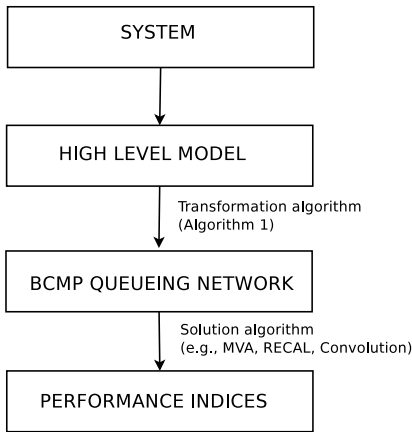 SYSTEM
HIGH LEVEL MODEL
Transformation algorithm
(Algorithm 1)
BCMP QUEUEING NETWORK
Solution algorithm
(e.g., MVA, RECAL, Convolution)
PERFORMANCE INDICES